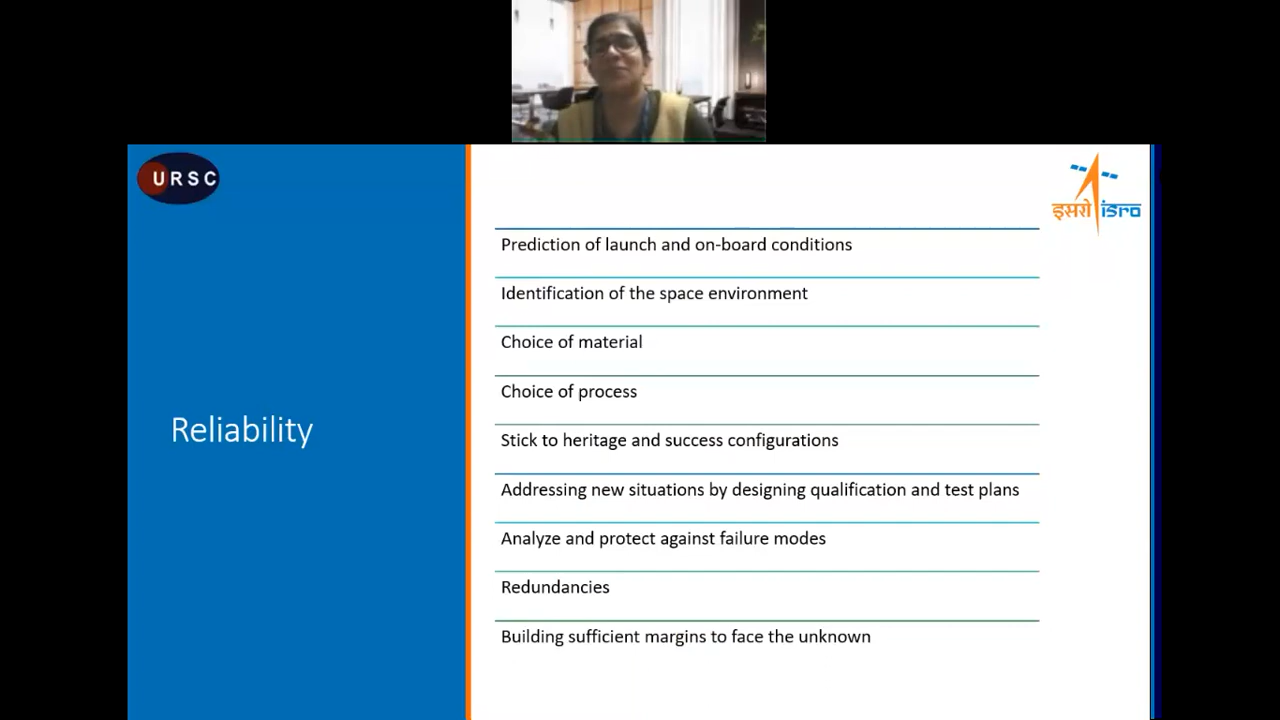 URSC
इसरो isro
Prediction of launch and on-board conditions
Identification of the space environment
Choice of material
Choice of process
Reliability
Stick to heritage and success configurations
Addressing new situations by designing qualification and test plans
Analyze and protect against failure modes
Redundancies
Building sufficient margins to face the unknown